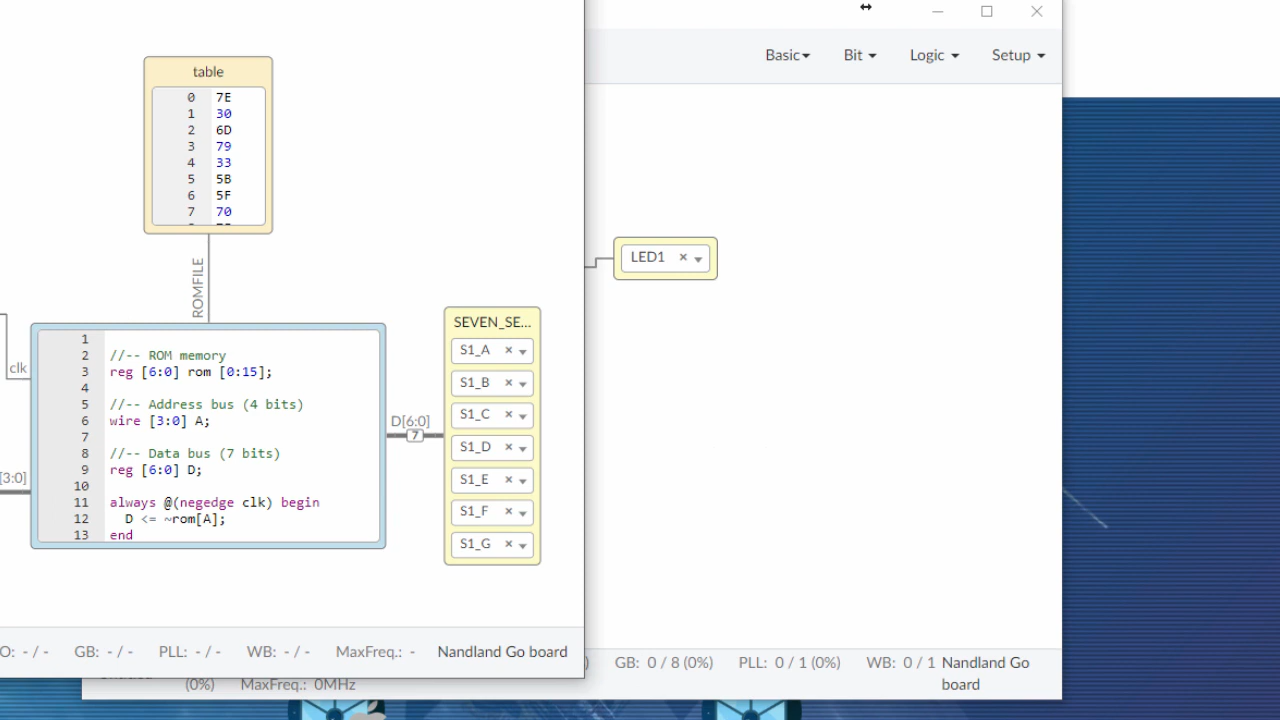 Basic
Bit
Logic
Setup
table
0 7E
1 30
2 6D
3 79
4 33
5 5B
6 5F
7 70
ROMFILE
LED1 ×
clk
[3:0]
1
2 //-- ROM memory
3 reg [6:0] rom [0:15];
4
5 //-- Address bus (4 bits)
6 wire [3:0] A;
7
8 //-- Data bus (7 bits)
9 reg [6:0] D;
10
11 always @(negedge clk) begin
12 D <= ~rom[A];
13 end
D[6:0]
7
SEVEN_SE...
S1_A ×
S1_B ×
S1_C ×
S1_D ×
S1_E ×
S1_F ×
S1_G ×
O: - / - GB: - / - PLL: - / - WB: - / - MaxFreq.: - Nandland Go board
) GB: 0 / 8 (0%) PLL: 0 / 1 (0%) WB: 0 / 1 Nandland Go
(0%) MaxFreq.: 0MHz board